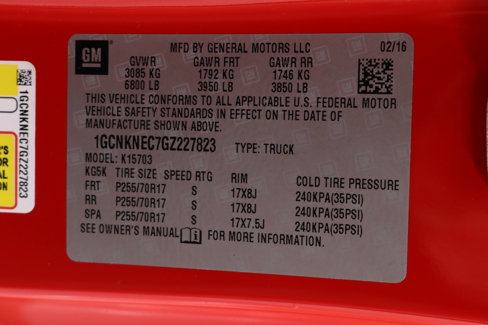 GM
MFD BY GENERAL MOTORS LLC 02/16
GVWR GAWR FRT GAWR RR
3085 KG 1792 KG 1746 KG
6800 LB 3950 LB 3850 LB
THIS VEHICLE CONFORMS TO ALL APPLICABLE U.S. FEDERAL MOTOR
VEHICLE SAFETY STANDARDS IN EFFECT ON THE DATE OF
MANUFACTURE SHOWN ABOVE.
1GCNKNEC7GZ227823 TYPE: TRUCK
MODEL: K15703
KG5K TIRE SIZE SPEED RTG RIM COLD TIRE PRESSURE
FRT P255/70R17 S 17X8J 240KPA(35PSI)
RR P255/70R17 S 17X8J 240KPA(35PSI)
SPA P255/70R17 S 17X7.5J 240KPA(35PSI)
SEE OWNER'S MANUAL FOR MORE INFORMATION.
1GCNKNEC7GZ227823